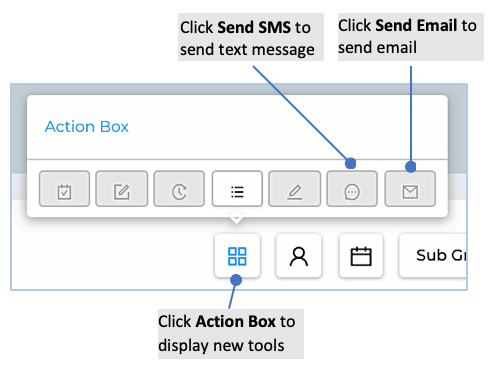 Click Send SMS to
send text message
Click Send Email to
send email
Action Box
Sub Gr
Click Action Box to
display new tools